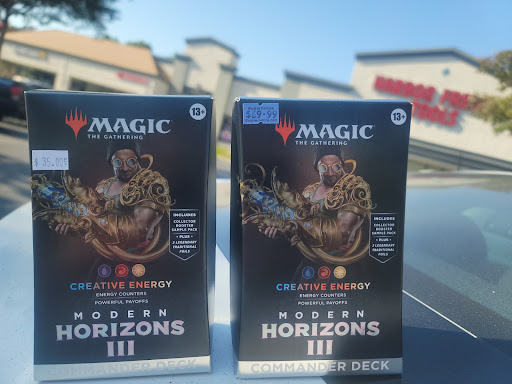 MAGIC
THE GATHERING
13+
$ 35.00
INCLUDES
COLLECTOR
BOOSTER
SAMPLE PACK
• PLUS •
2 LEGENDARY
TRADITIONAL
FOILS
CREATIVE ENERGY
ENERGY COUNTERS
POWERFUL PAYOFFS
MODERN
HORIZONS
III
COMMANDER DECK
MAGIC
THE GATHERING
13+
INCLUDES
COLLECTOR
BOOSTER
SAMPLE PACK
• PLUS •
2 LEGENDARY
TRADITIONAL
FOILS
CREATIVE ENERGY
ENERGY COUNTERS
POWERFUL PAYOFFS
MODERN
HORIZONS
III
COMMANDER DECK
HARBOR